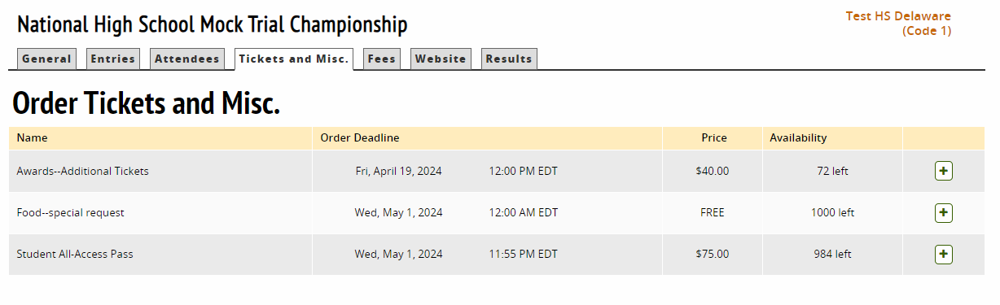 National High School Mock Trial Championship
Test HS Delaware
(Code 1)
General Entries Attendees Tickets and Misc. Fees Website Results
Order Tickets and Misc.
Name Order Deadline Price Availability
Awards--Additional Tickets Fri, April 19, 2024 12:00 PM EDT $40.00 72 left
Food--special request Wed, May 1, 2024 12:00 AM EDT FREE 1000 left
Student All-Access Pass Wed, May 1, 2024 11:55 PM EDT $75.00 984 left